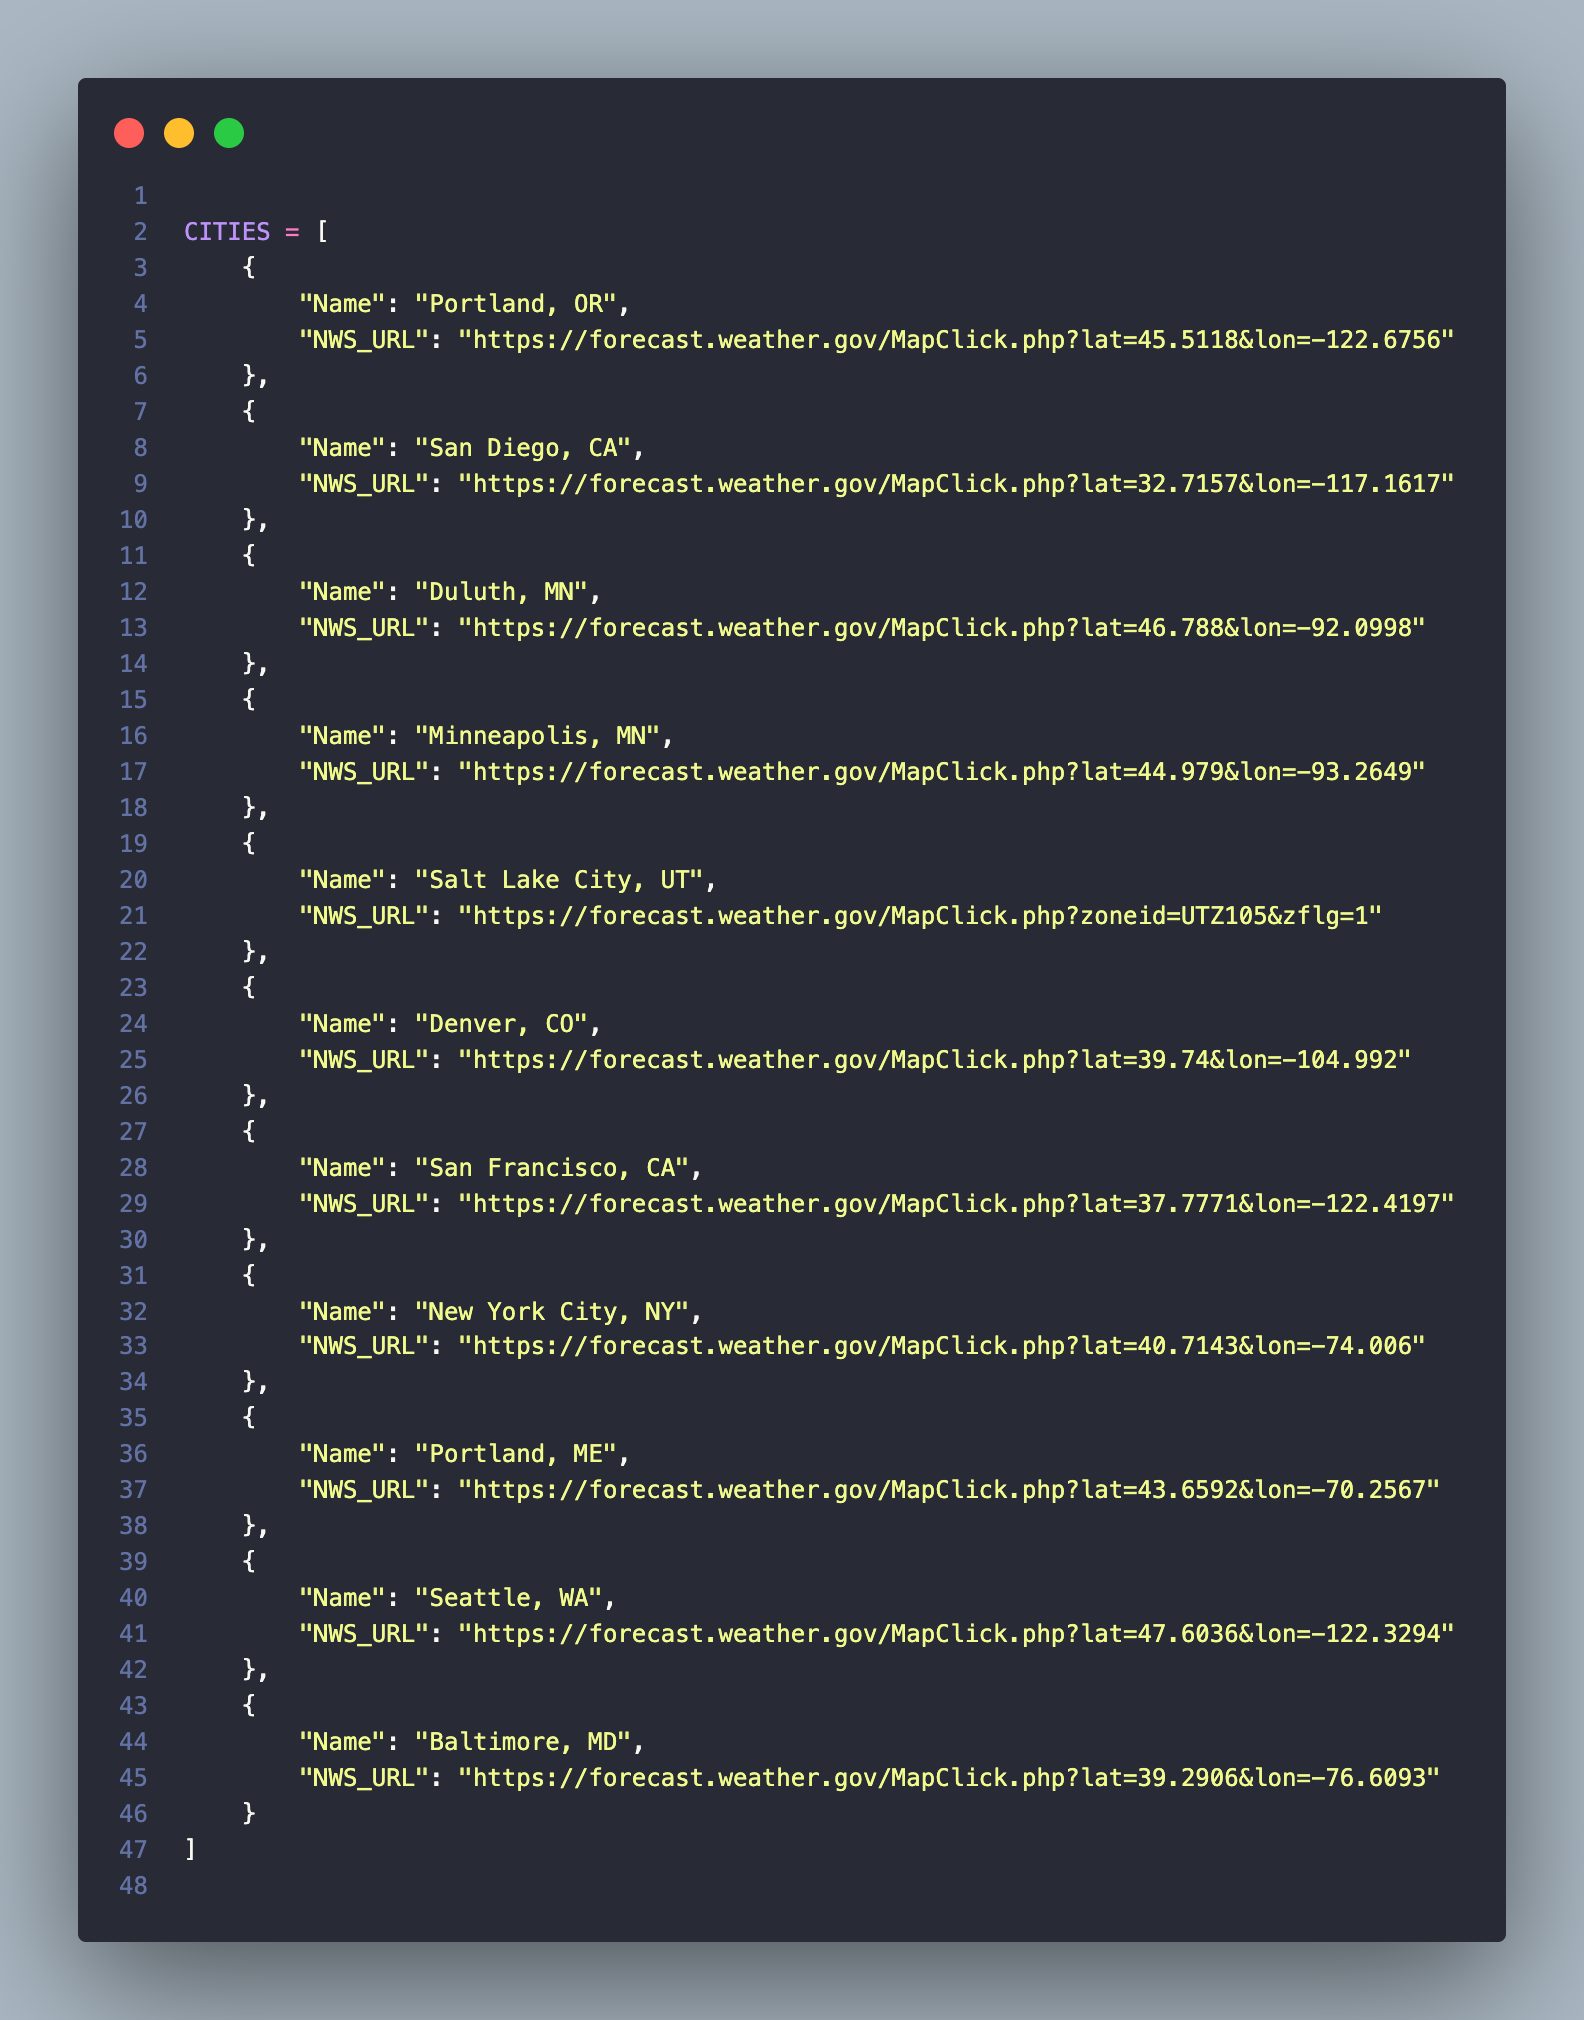 1
2 CITIES = [
3     {
4         "Name": "Portland, OR",
5         "NWS_URL": "https://forecast.weather.gov/MapClick.php?lat=45.5118&lon=-122.6756"
6     },
7     {
8         "Name": "San Diego, CA",
9         "NWS_URL": "https://forecast.weather.gov/MapClick.php?lat=32.7157&lon=-117.1617"
10     },
11     {
12         "Name": "Duluth, MN",
13         "NWS_URL": "https://forecast.weather.gov/MapClick.php?lat=46.788&lon=-92.0998"
14     },
15     {
16         "Name": "Minneapolis, MN",
17         "NWS_URL": "https://forecast.weather.gov/MapClick.php?lat=44.979&lon=-93.2649"
18     },
19     {
20         "Name": "Salt Lake City, UT",
21         "NWS_URL": "https://forecast.weather.gov/MapClick.php?zoneid=UTZ105&zflg=1"
22     },
23     {
24         "Name": "Denver, CO",
25         "NWS_URL": "https://forecast.weather.gov/MapClick.php?lat=39.74&lon=-104.992"
26     },
27     {
28         "Name": "San Francisco, CA",
29         "NWS_URL": "https://forecast.weather.gov/MapClick.php?lat=37.7771&lon=-122.4197"
30     },
31     {
32         "Name": "New York City, NY",
33         "NWS_URL": "https://forecast.weather.gov/MapClick.php?lat=40.7143&lon=-74.006"
34     },
35     {
36         "Name": "Portland, ME",
37         "NWS_URL": "https://forecast.weather.gov/MapClick.php?lat=43.6592&lon=-70.2567"
38     },
39     {
40         "Name": "Seattle, WA",
41         "NWS_URL": "https://forecast.weather.gov/MapClick.php?lat=47.6036&lon=-122.3294"
42     },
43     {
44         "Name": "Baltimore, MD",
45         "NWS_URL": "https://forecast.weather.gov/MapClick.php?lat=39.2906&lon=-76.6093"
46     }
47 ]
48